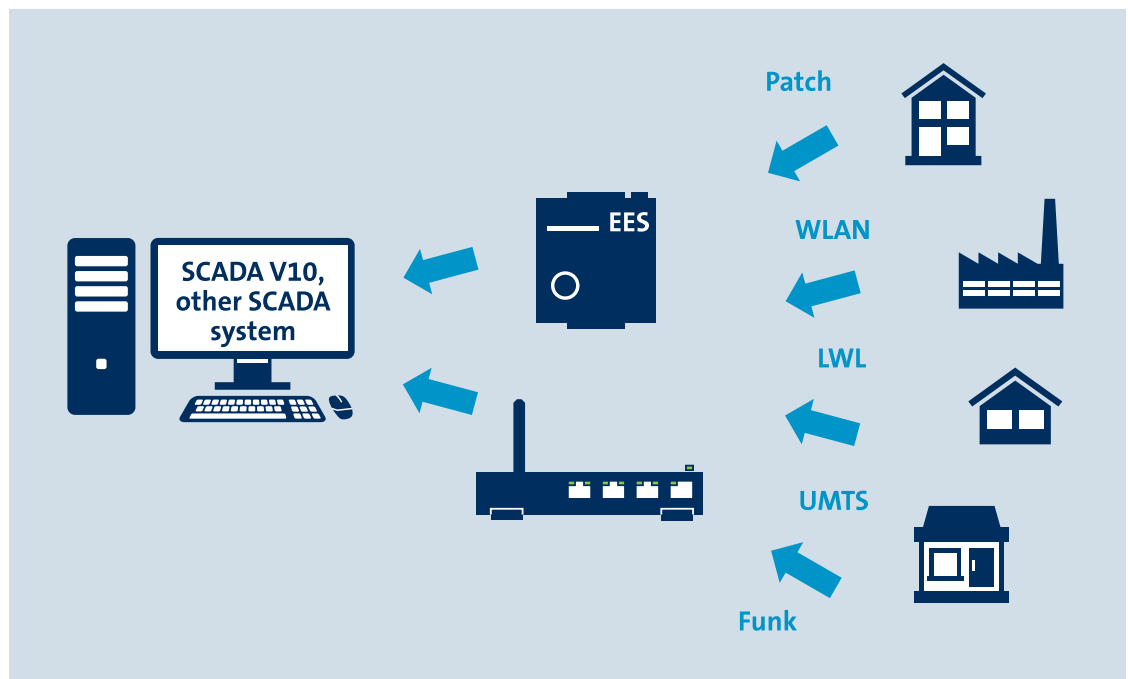 Patch
WLAN
EES
SCADA V10,
other SCADA
system
LWL
UMTS
Funk